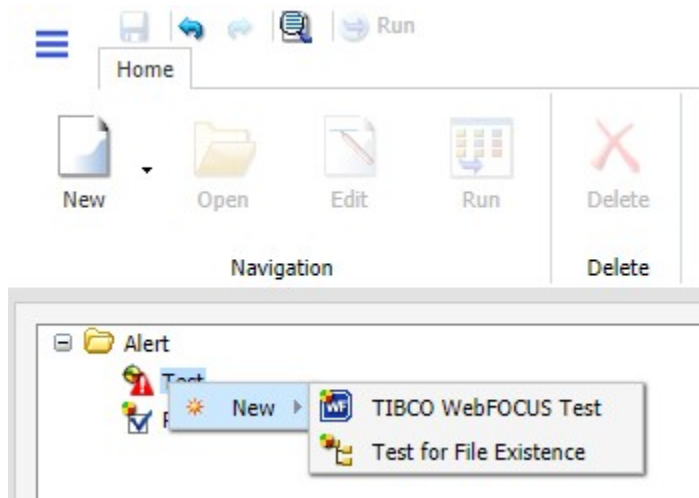 Run
Home
New
Open
Edit
Run
Delete
Navigation
Delete
Alert
Test
New
TIBCO WebFOCUS Test
Test for File Existence